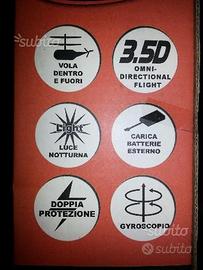 VOLA
DENTRO
E FUORI
3.5D
OMNI-
DIRECTIONAL
FLIGHT
Light
LUCE
NOTTURNA
CARICA
BATTERIE
ESTERNO
DOPPIA
PROTEZIONE
GYROSCOPIO
subito
subito